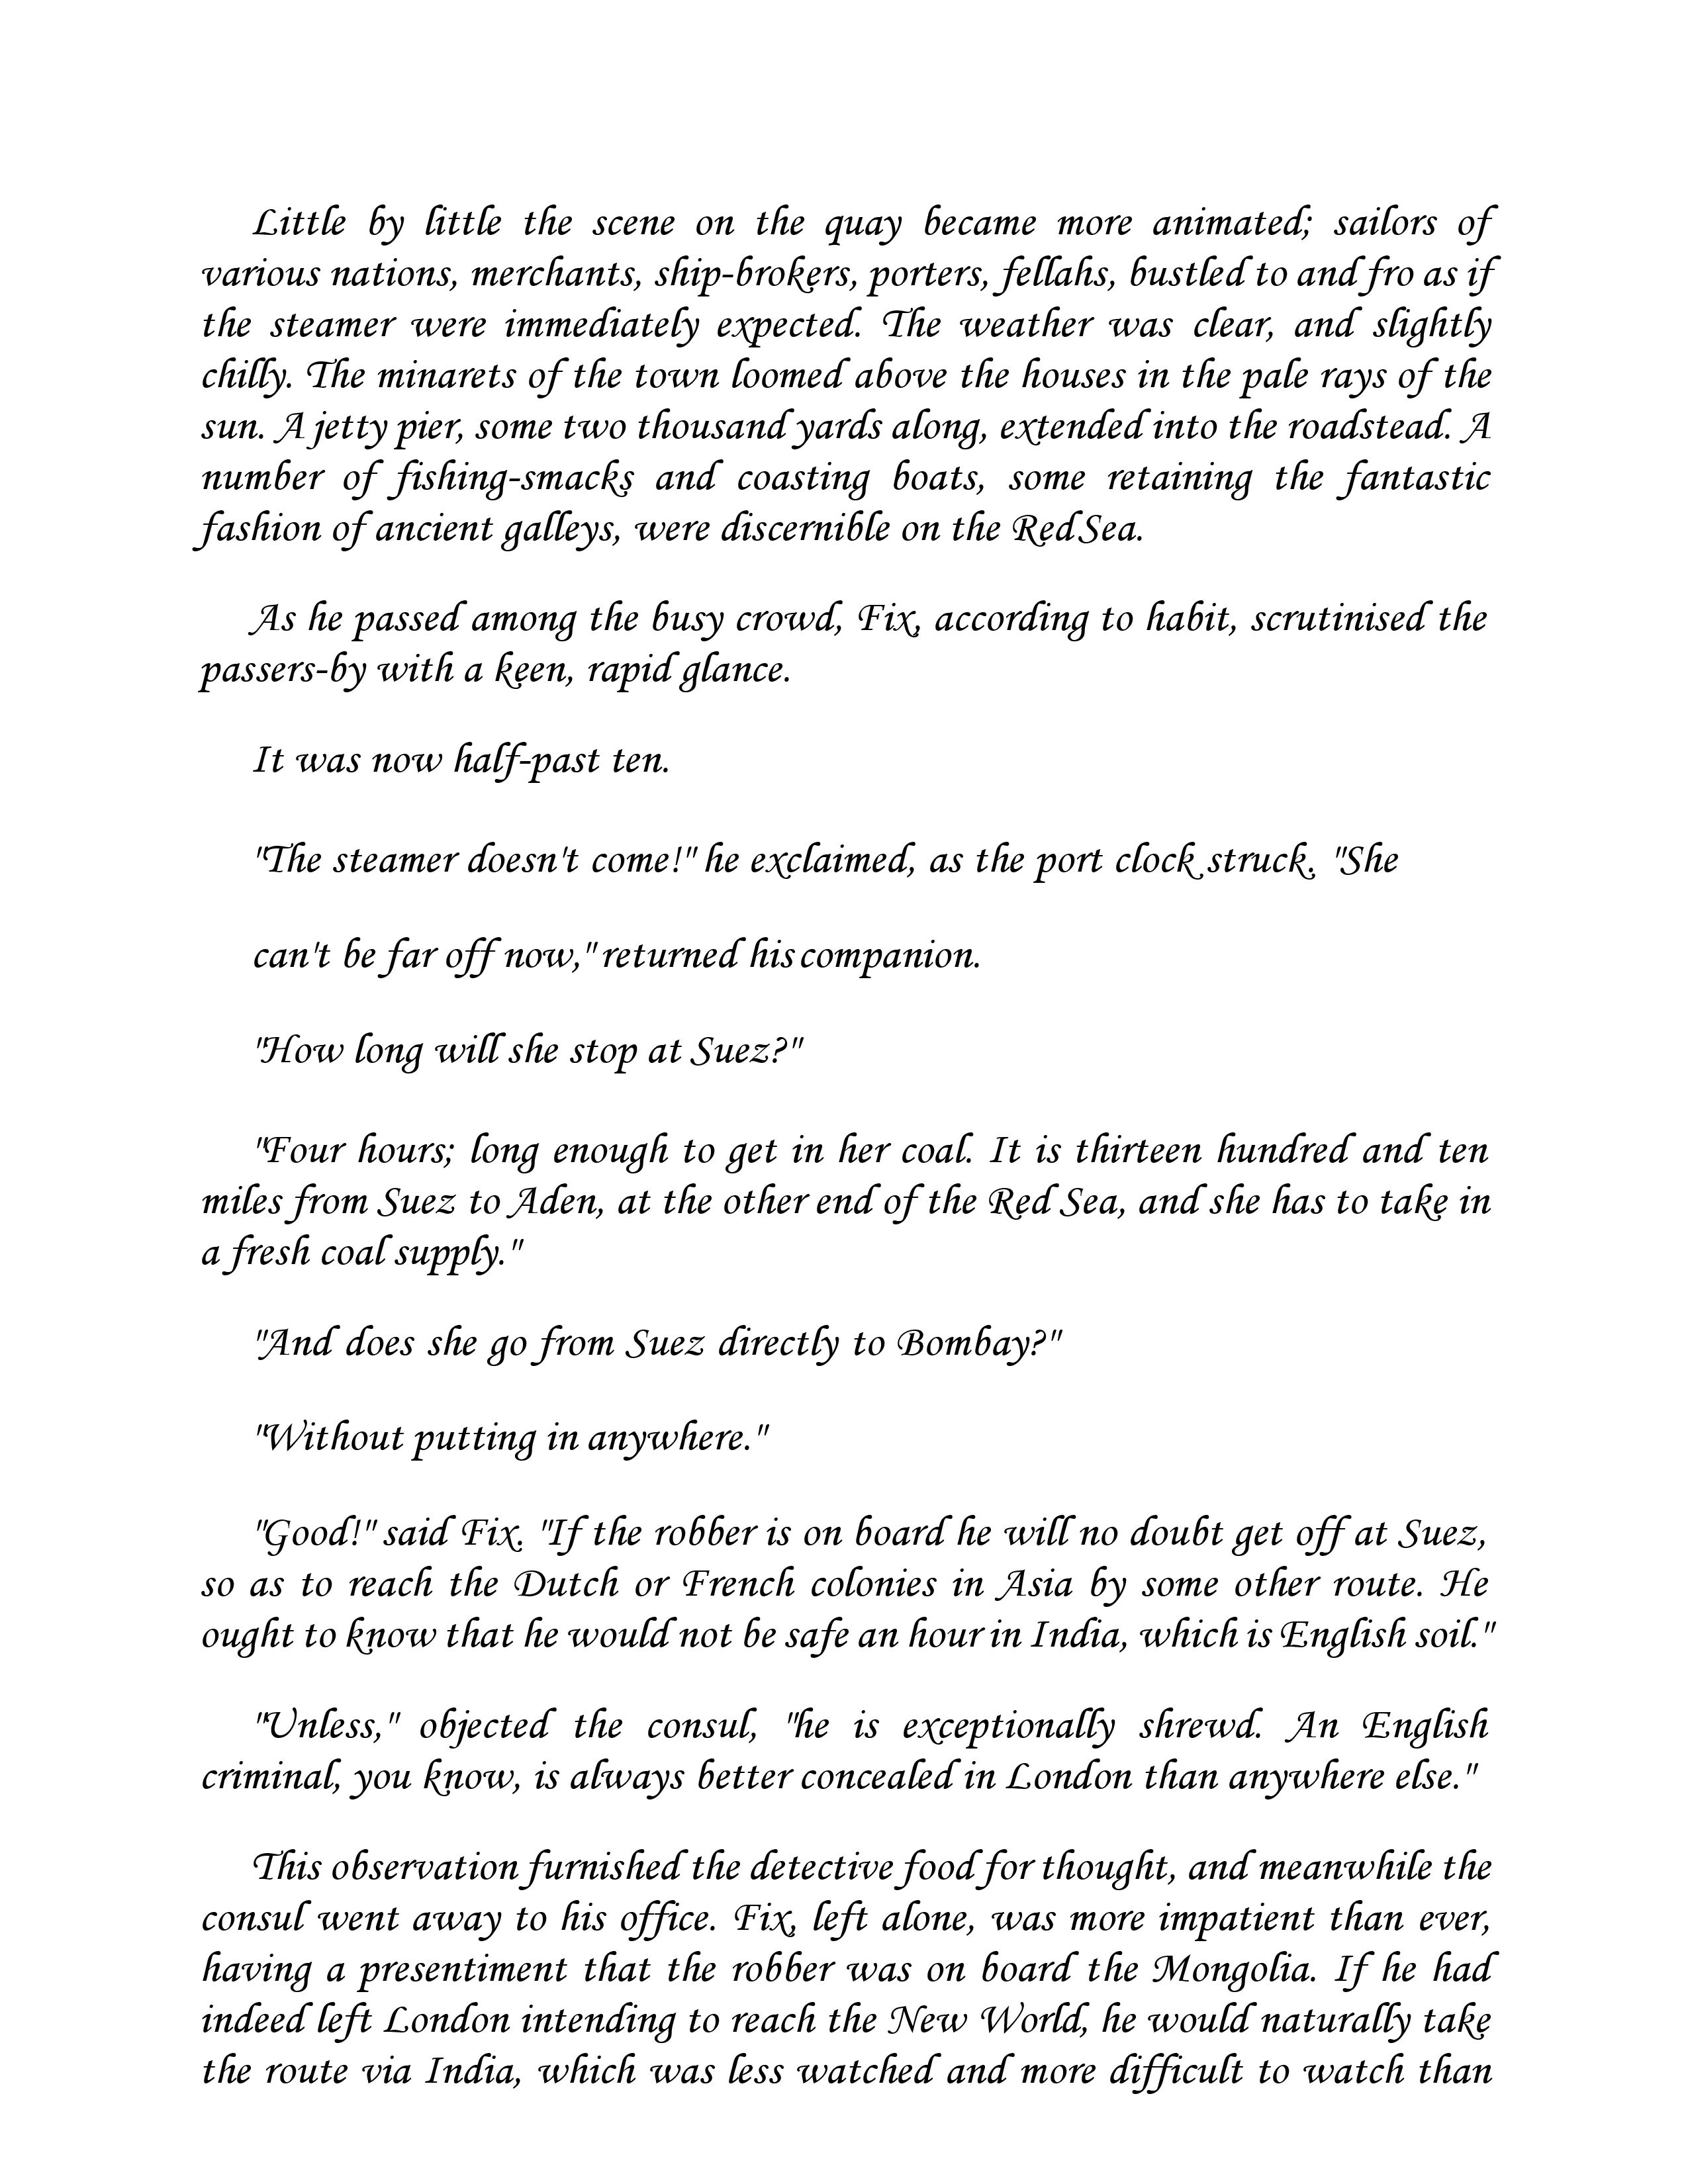 Little by little the scene on the quay became more animated; sailors of
various nations, merchants, ship-brokers, porters, fellahs, bustled to and fro as if
the steamer were immediately expected. The weather was clear, and slightly
chilly. The minarets of the town loomed above the houses in the pale rays of the
sun. A jetty pier, some two thousand yards along, extended into the roadstead. A
number of fishing-smacks and coasting boats, some retaining the fantastic
fashion of ancient galleys, were discernible on the Red Sea.
As he passed among the busy crowd, Fix, according to habit, scrutinised the
passers-by with a keen, rapid glance.
It was now half-past ten.
"The steamer doesn't come!" he exclaimed, as the port clock struck. "She
can't be far off now," returned his companion.
"How long will she stop at Suez?"
"Four hours; long enough to get in her coal. It is thirteen hundred and ten
miles from Suez to Aden, at the other end of the Red Sea, and she has to take in
a fresh coal supply."
"And does she go from Suez directly to Bombay?"
"Without putting in anywhere."
"Good!" said Fix. "If the robber is on board he will no doubt get off at Suez,
so as to reach the Dutch or French colonies in Asia by some other route. He
ought to know that he would not be safe an hour in India, which is English soil."
"Unless," objected the consul, "he is exceptionally shrewd. An English
criminal, you know, is always better concealed in London than anywhere else."
This observation furnished the detective food for thought, and meanwhile the
consul went away to his office. Fix, left alone, was more impatient than ever,
having a presentiment that the robber was on board the Mongolia. If he had
indeed left London intending to reach the New World, he would naturally take
the route via India, which was less watched and more difficult to watch than